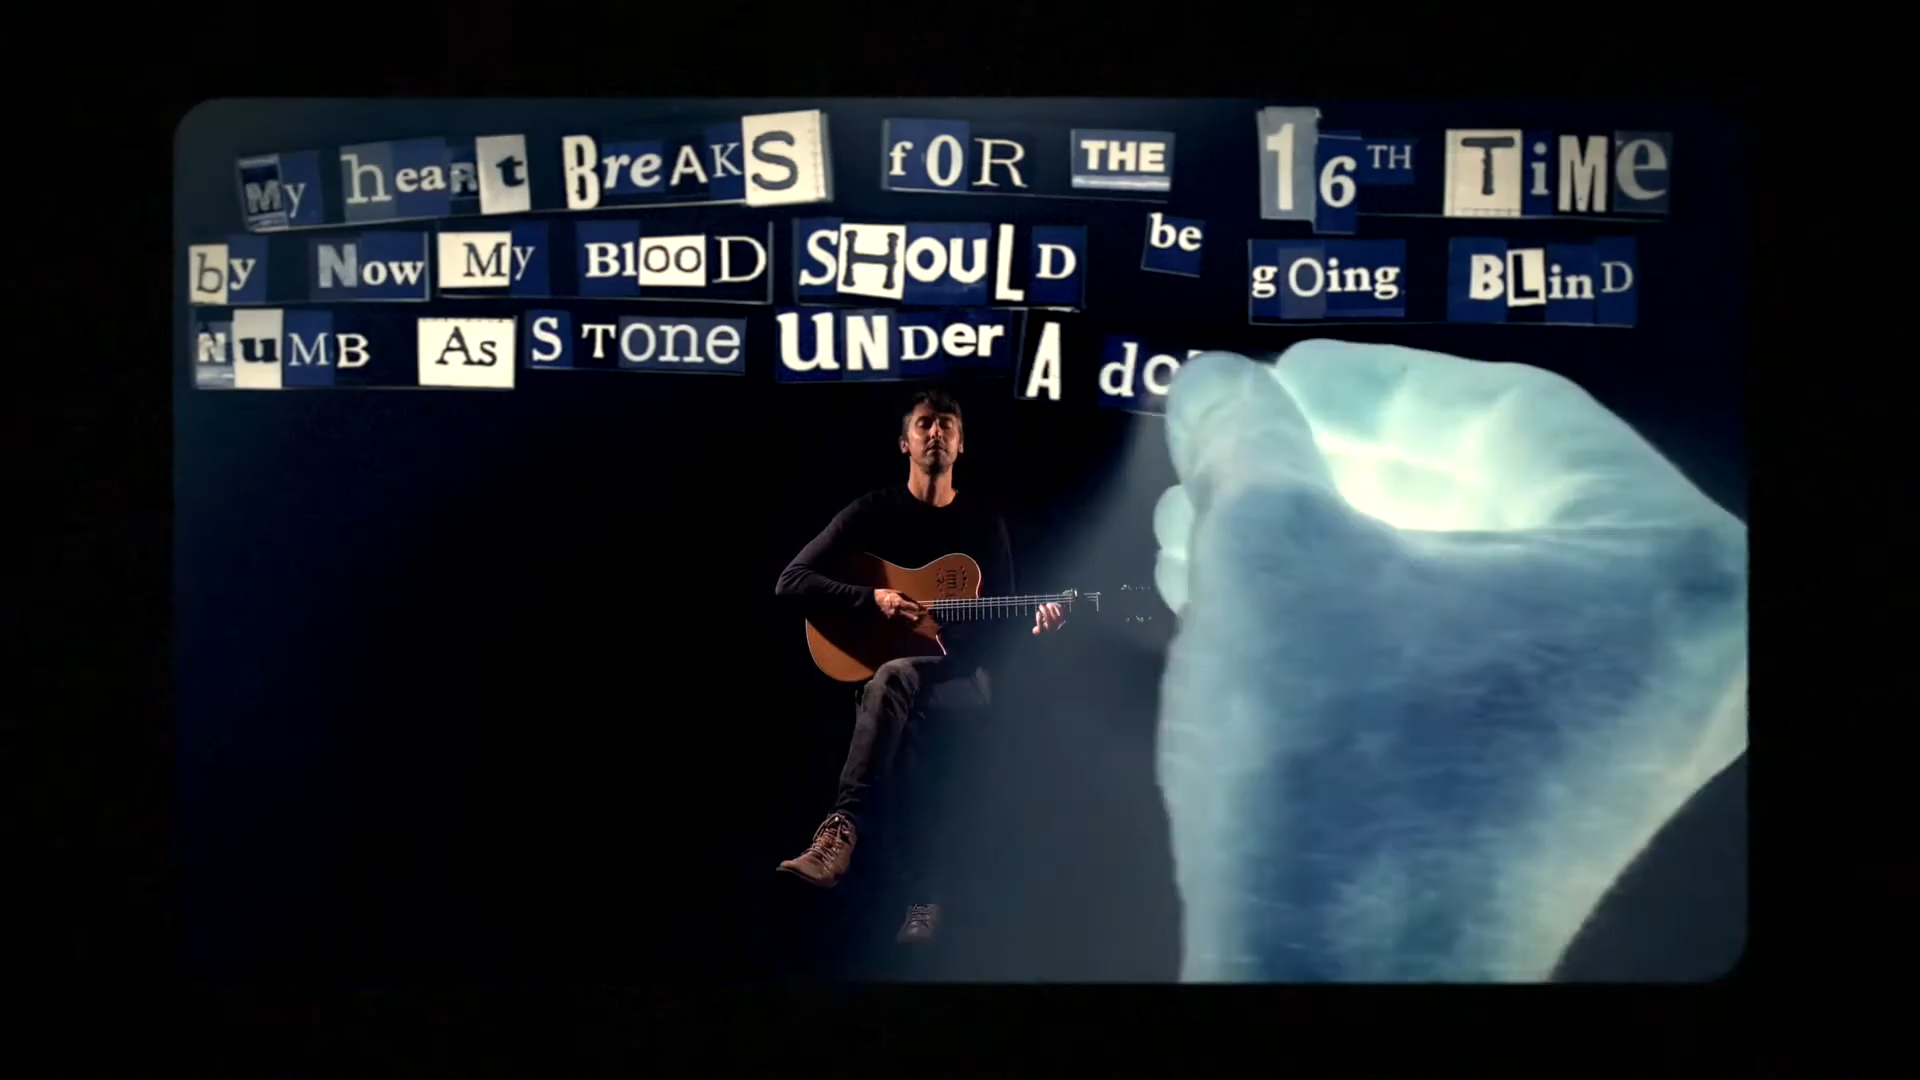 My heaRt BreAKS fOR THE 16TH TiMe
by Now My BlooD SHOULD be gOing BLinD
NuMB As STone UNDer A do